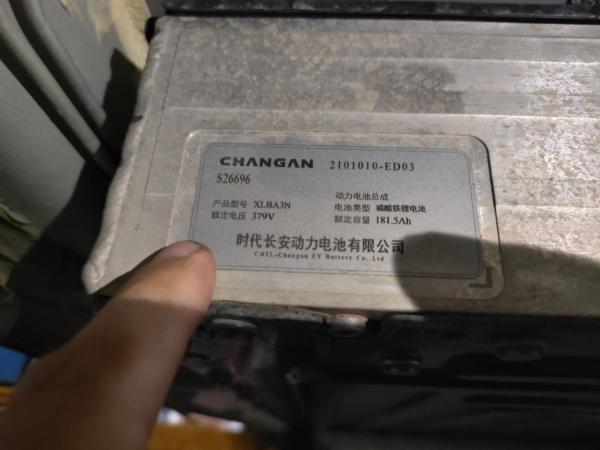 CHANGAN 2101010-ED03
S26696
动力电池总成
产品型号 XLBA3N 电池类型 磷酸铁锂电池
额定电压 379V 额定容量 181.5Ah
时代长安动力电池有限公司
CATL-Changan EV Battery Co.,Ltd